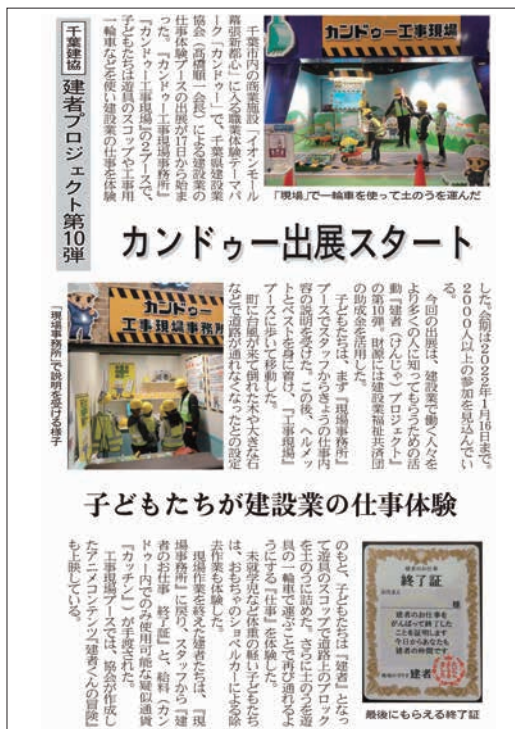 千葉建協
建者プロジェクト第10弾
カンドゥー出展スタート
子どもたちが建設業の仕事体験
千葉市内の商業施設「イオンモール
幕張新都心」に入る職業体験テーマパ
ーク「カンドゥー」で、千葉県建設業
協会(髙橋順一会長)による建設業の
仕事体験ブースの出展が17日から始ま
った。『カンドゥー工事現場事務所』
『カンドゥー工事現場』の2ブースで、
子どもたちは遊具のスコップや工事用
一輪車などを使い建設業の仕事を体験
カンドゥー工事現場
「現場」で一輪車を使って土のうを運んだ
した。会期は2022年1月16日まで。
2000人以上の参加を見込んでい
る。
今回の出展は、建設業で働く人々を
より多くの人に知ってもらうための活
動『建者(けんじゃ)プロジェクト』
の第10弾。財源には建設業福祉共済団
の助成金を活用した。
子どもたちは、まず『現場事務所』
ブースでスタッフからきょうの仕事内
容の説明を受けた。この後、ヘルメッ
トとベストを身に着け、『工事現場』
ブースに歩いて移動した。
町に台風が来て倒れた木や大きな石
などで道路が通れなくなったとの設定
カンドゥー
工事現場事務所
「現場事務所」で説明を受ける様子
のもと、子どもたちは『建者』となっ
て遊具のスコップで道路上のブロック
を土のうに詰めた。さらに土のうを遊
具の一輪車で運ぶことで再び通れるよ
うにする『仕事』を体験した。
未就学児など体重の軽い子どもたち
は、おもちゃのショベルカーによる除
去作業も体験した。
現場作業を終えた建者たちは、『現
場事務所』に戻り、スタッフから『建
者のお仕事 終了証』と、給料(カン
ドゥー内でのみ使用可能な疑似通貨
『カッチン』)が手渡された。
工事現場ブースでは、協会が作成し
たアニメコンテンツ『建者くんの冒険』
も上映している。
建者のお仕事
終了証
様
建者のお仕事を
がんばって終了した
ことを証明します
今日からあなたも
建者の仲間です
建者
最後にもらえる終了証